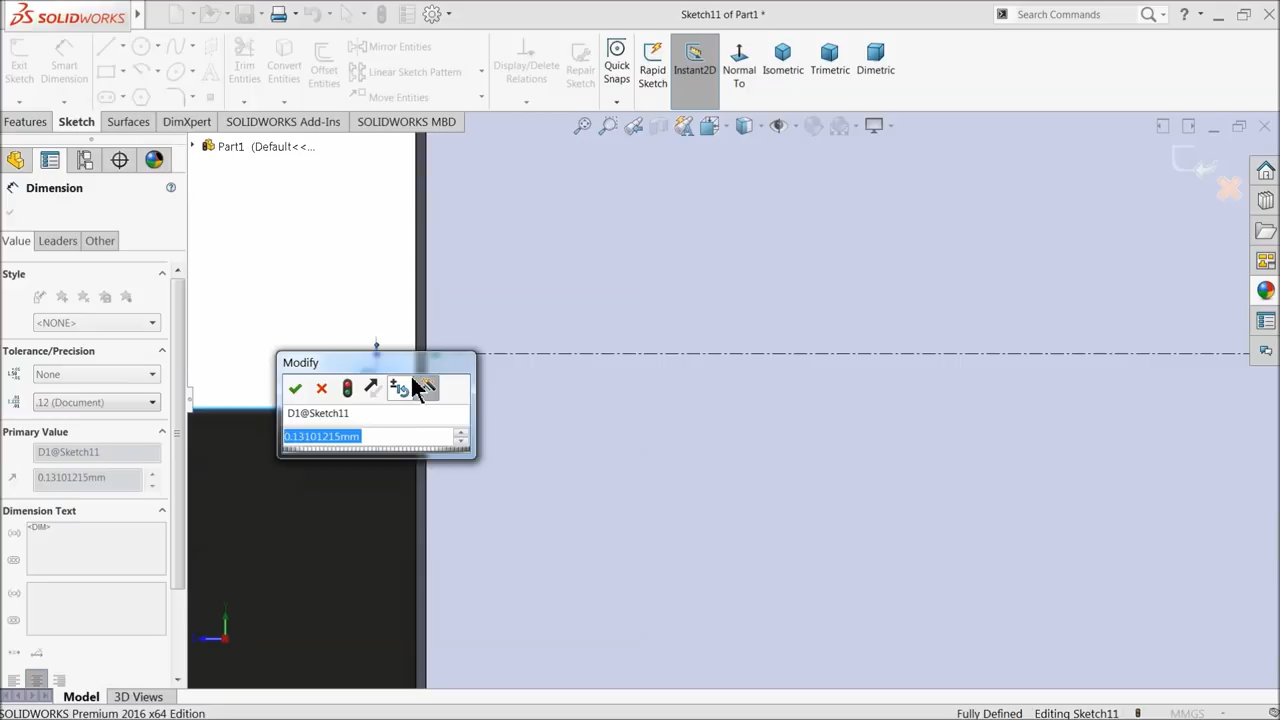 SOLIDWORKS
Sketch11 of Part1 *
Search Commands
Exit Sketch
Smart Dimension
Trim Entities
Convert Entities
Offset Entities
Mirror Entities
Linear Sketch Pattern
Move Entities
Display/Delete Relations
Repair Sketch
Quick Snaps
Rapid Sketch
Instant2D
Normal To
Isometric
Trimetric
Dimetric
Features
Sketch
Surfaces
DimXpert
SOLIDWORKS Add-Ins
SOLIDWORKS MBD
Part1 (Default<<...
Dimension
Value
Leaders
Other
Style
<NONE>
Tolerance/Precision
None
.12 (Document)
Primary Value
D1@Sketch11
0.13101215mm
Dimension Text
<DIM>
Modify
D1@Sketch11
0.13101215mm
Model
3D Views
SOLIDWORKS Premium 2016 x64 Edition
Fully Defined
Editing Sketch11
MMGS